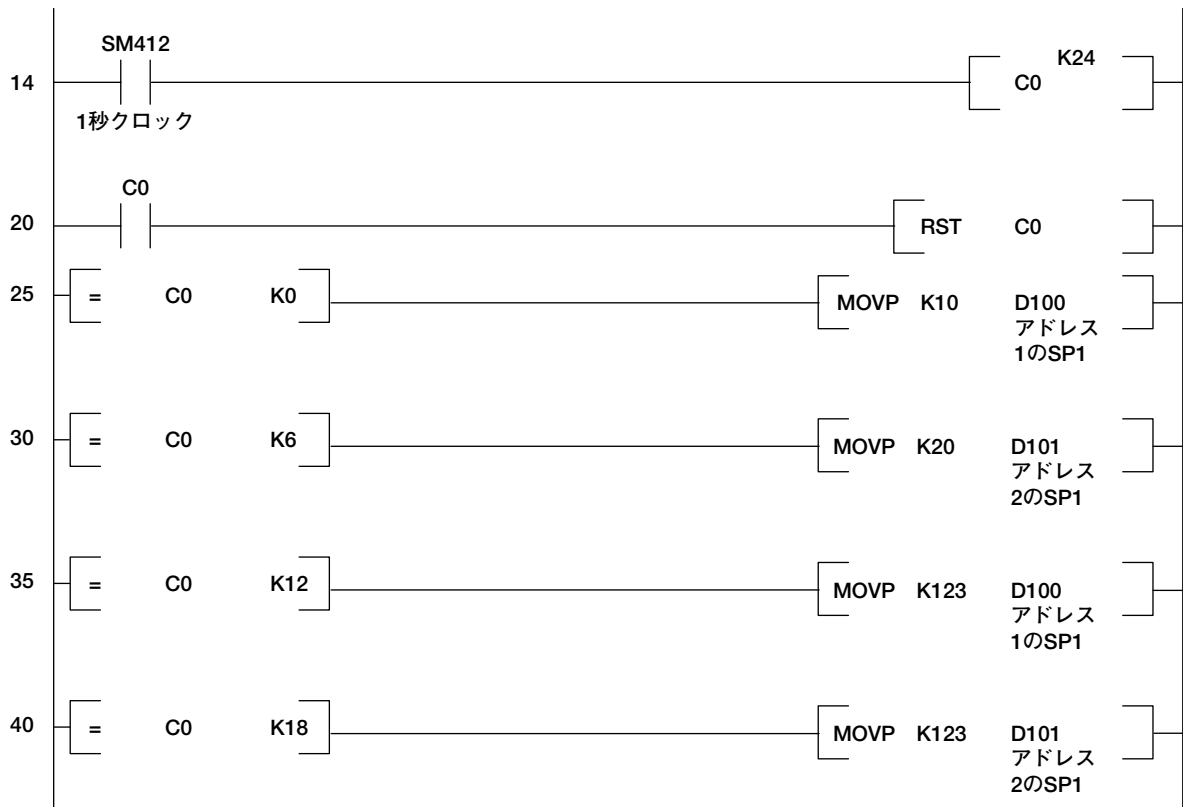 SM412
K24
14 C0
1秒クロック
C0
20 RST C0
25 = C0 K0 MOVP K10 D100
アドレス
1のSP1
30 = C0 K6 MOVP K20 D101
アドレス
2のSP1
35 = C0 K12 MOVP K123 D100
アドレス
1のSP1
40 = C0 K18 MOVP K123 D101
アドレス
2のSP1